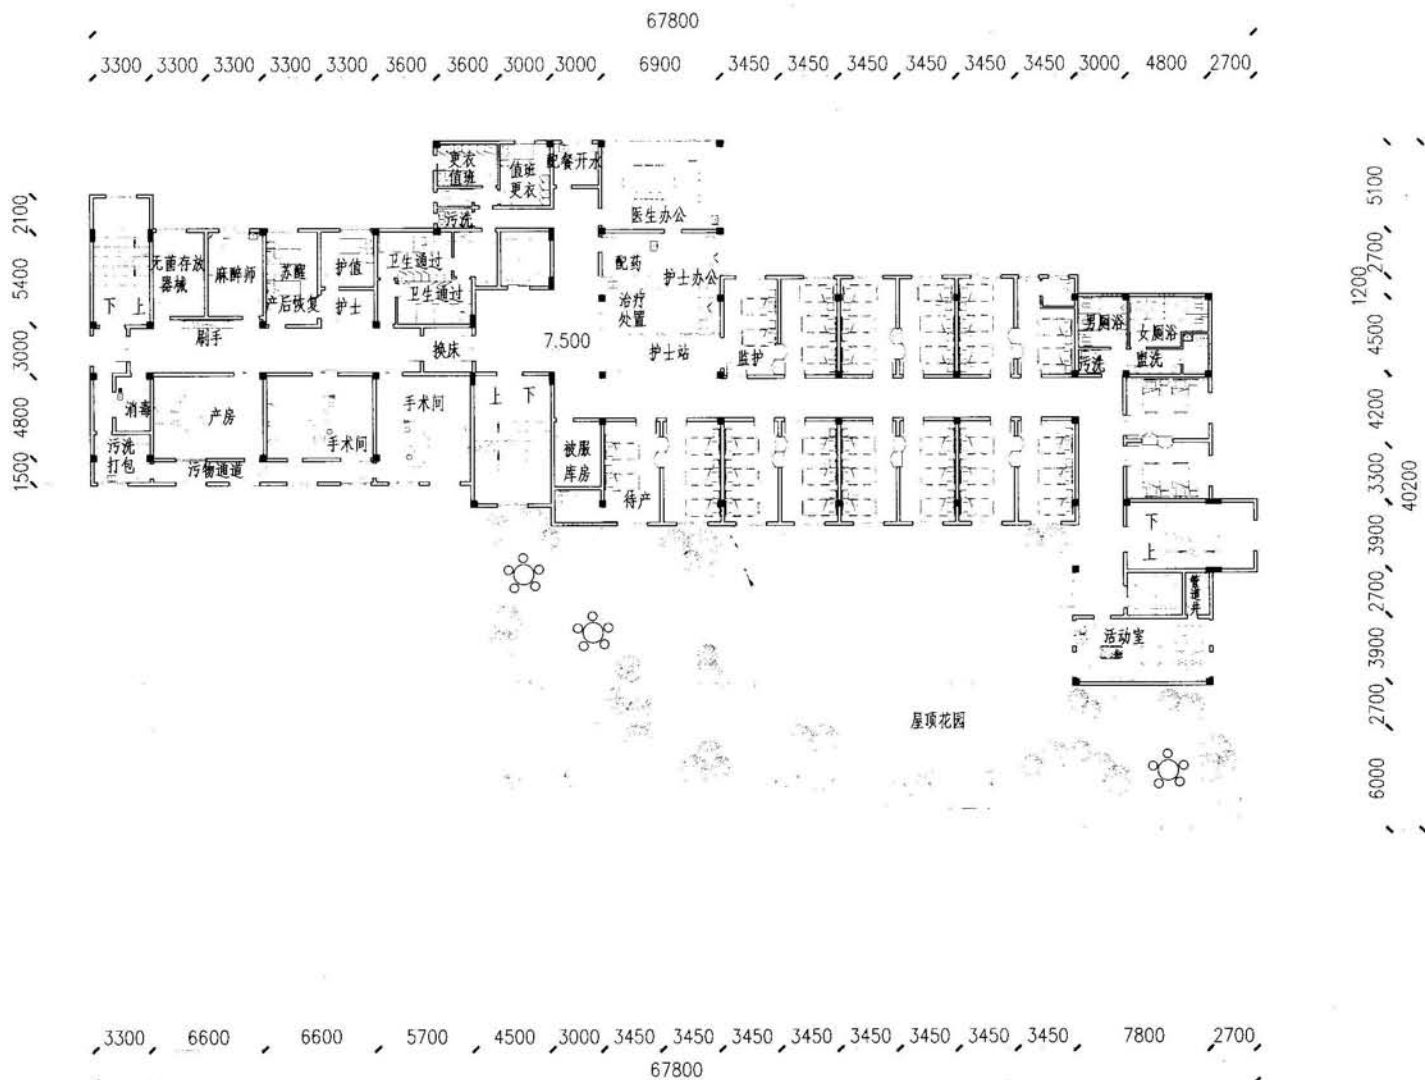 67800
3300 3300 3300 3300 3300 3600 3600 3000 3000 6900 3450 3450 3450 3450 3450 3450 3000 4800 2700
2100
5400
3000
4800
1500
5100
2700
1200
4500
4200
3300
3900
2700
3900
2700
6000
40200
更衣
值班
值班
更衣
配餐开水
污洗
医生办公
无菌存放
器械
麻醉师
苏醒
产后恢复
护值
护士
卫生通过
卫生通过
配药
护士办公
治疗
处置
下 上
刷手
换床
7.500
护士站
监护
男厕浴
女厕浴
污洗
盥洗
消毒
产房
手术间
手术间
上 下
污洗
打包
污物通道
被服
库房
待产
下
上
管道井
活动室
屋顶花园
3300 6600 6600 5700 4500 3000 3450 3450 3450 3450 3450 3450 3450 3450 7800 2700
67800